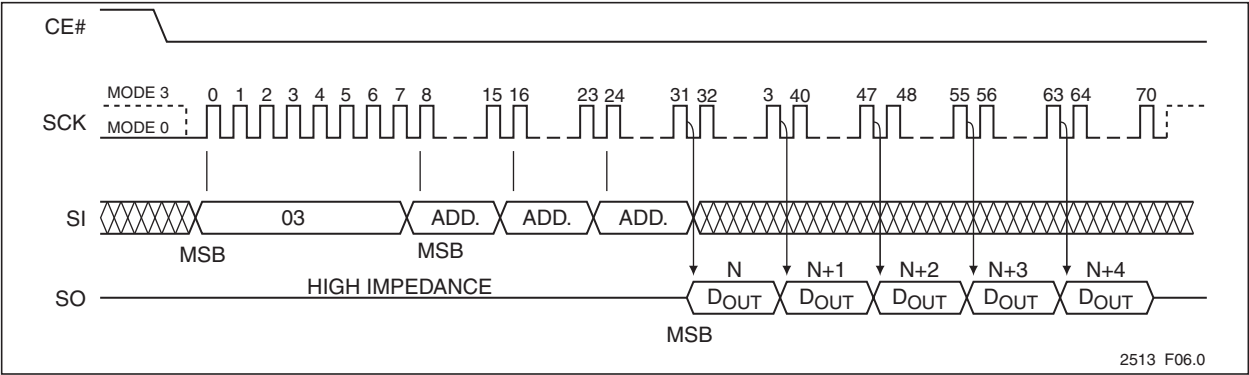 CE#
MODE 3
0 1 2 3 4 5 6 7 8 15 16 23 24 31 32 3 40 47 48 55 56 63 64 70
SCK
MODE 0
SI
03 ADD. ADD. ADD.
MSB MSB
N N+1 N+2 N+3 N+4
HIGH IMPEDANCE
SO
DOUT DOUT DOUT DOUT DOUT
MSB
2513 F06.0